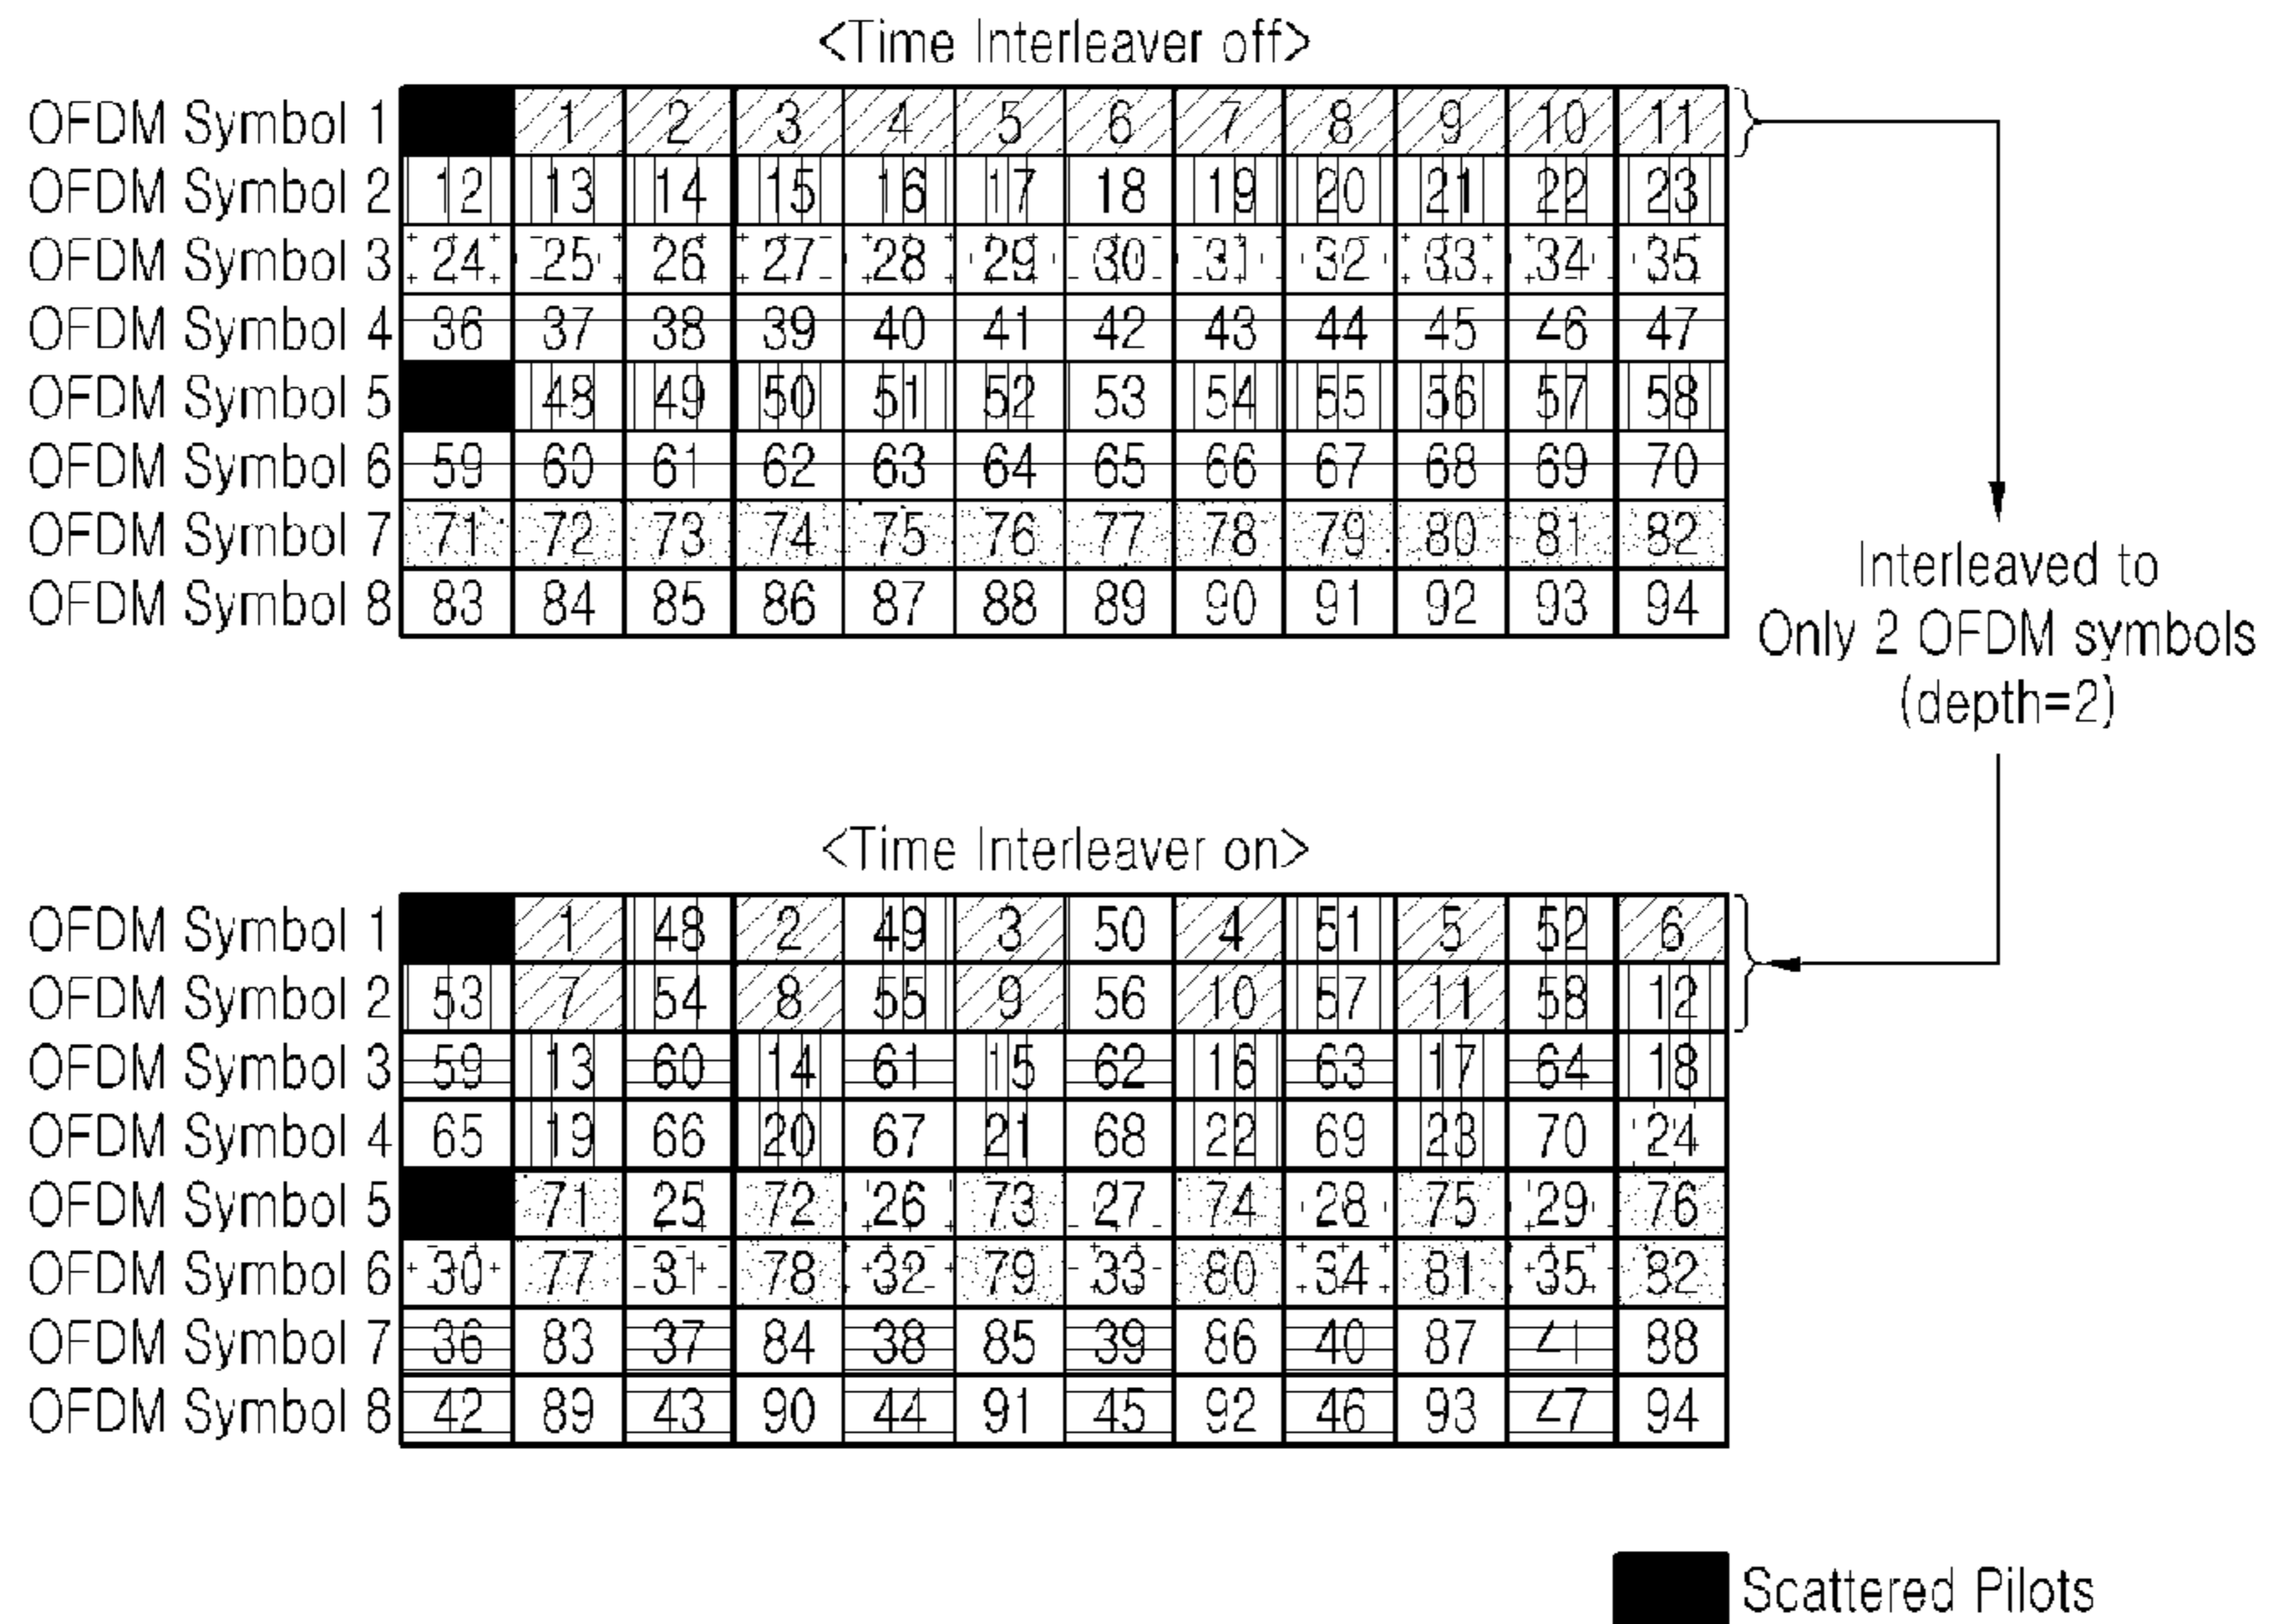 <Time Interleaver off>
OFDM Symbol 1 1 2 3 4 5 6 7 8 9 10 11
OFDM Symbol 2 12 13 14 15 16 17 18 19 20 21 22 23
OFDM Symbol 3 24 25 26 27 28 29 30 31 32 33 34 35
OFDM Symbol 4 36 37 38 39 40 41 42 43 44 45 46 47
OFDM Symbol 5 48 49 50 51 52 53 54 55 56 57 58
OFDM Symbol 6 59 60 61 62 63 64 65 66 67 68 69 70
OFDM Symbol 7 71 72 73 74 75 76 77 78 79 80 81 82
OFDM Symbol 8 83 84 85 86 87 88 89 90 91 92 93 94
Interleaved to
Only 2 OFDM symbols
(depth=2)
<Time Interleaver on>
OFDM Symbol 1 1 48 2 49 3 50 4 51 5 52 6
OFDM Symbol 2 53 7 54 8 55 9 56 10 57 11 58 12
OFDM Symbol 3 59 13 60 14 61 15 62 16 63 17 64 18
OFDM Symbol 4 65 19 66 20 67 21 68 22 69 23 70 24
OFDM Symbol 5 71 25 72 26 73 27 74 28 75 29 76
OFDM Symbol 6 30 77 31 78 32 79 33 80 34 81 35 82
OFDM Symbol 7 36 83 37 84 38 85 39 86 40 87 41 88
OFDM Symbol 8 42 89 43 90 44 91 45 92 46 93 47 94
Scattered Pilots